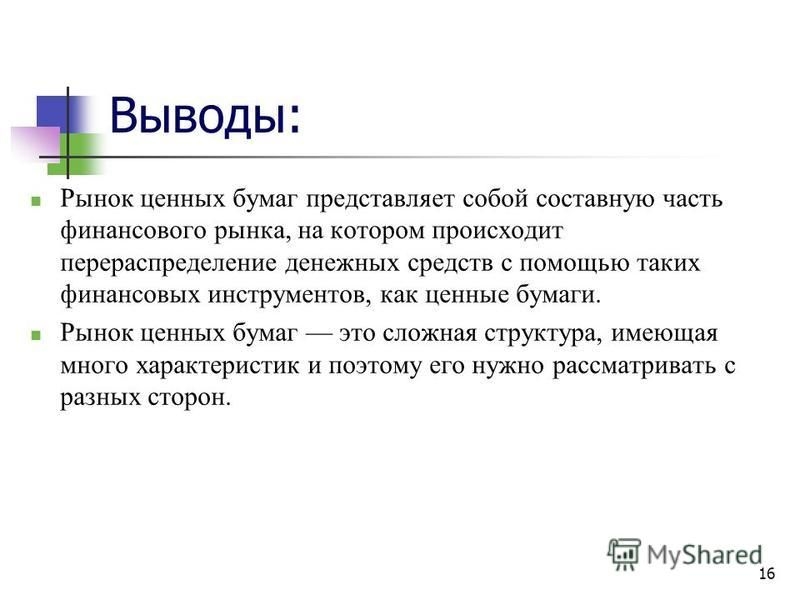 Выводы:
Рынок ценных бумаг представляет собой составную часть
финансового рынка, на котором происходит
перераспределение денежных средств с помощью таких
финансовых инструментов, как ценные бумаги.
Рынок ценных бумаг — это сложная структура, имеющая
много характеристик и поэтому его нужно рассматривать с
разных сторон.
MyShared
16